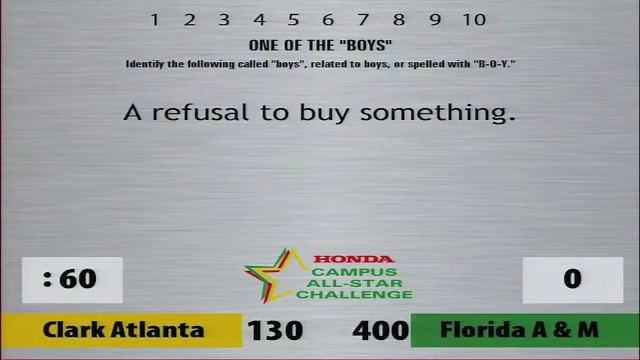 1 2 3 4 5 6 7 8 9 10
ONE OF THE "BOYS"
Identify the following called "boys", related to boys, or spelled with "B-O-Y."
A refusal to buy something.
HONDA
CAMPUS
ALL-STAR
CHALLENGE
:60
0
Clark Atlanta 130 400 Florida A & M